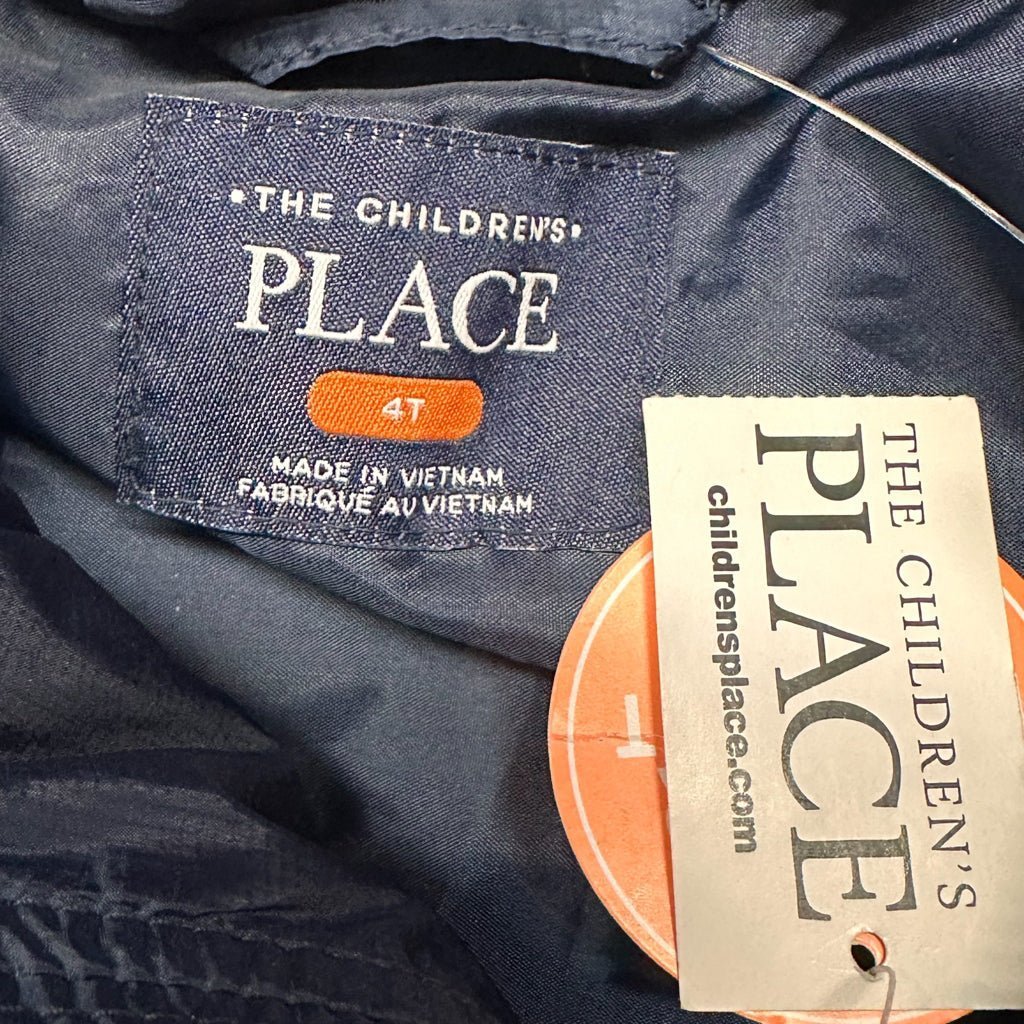 •THE CHILDREN'S•
PLACE
4T
MADE IN VIETNAM
FABRIQUÉ AU VIETNAM
THE CHILDREN'S
PLACE
childrensplace.com